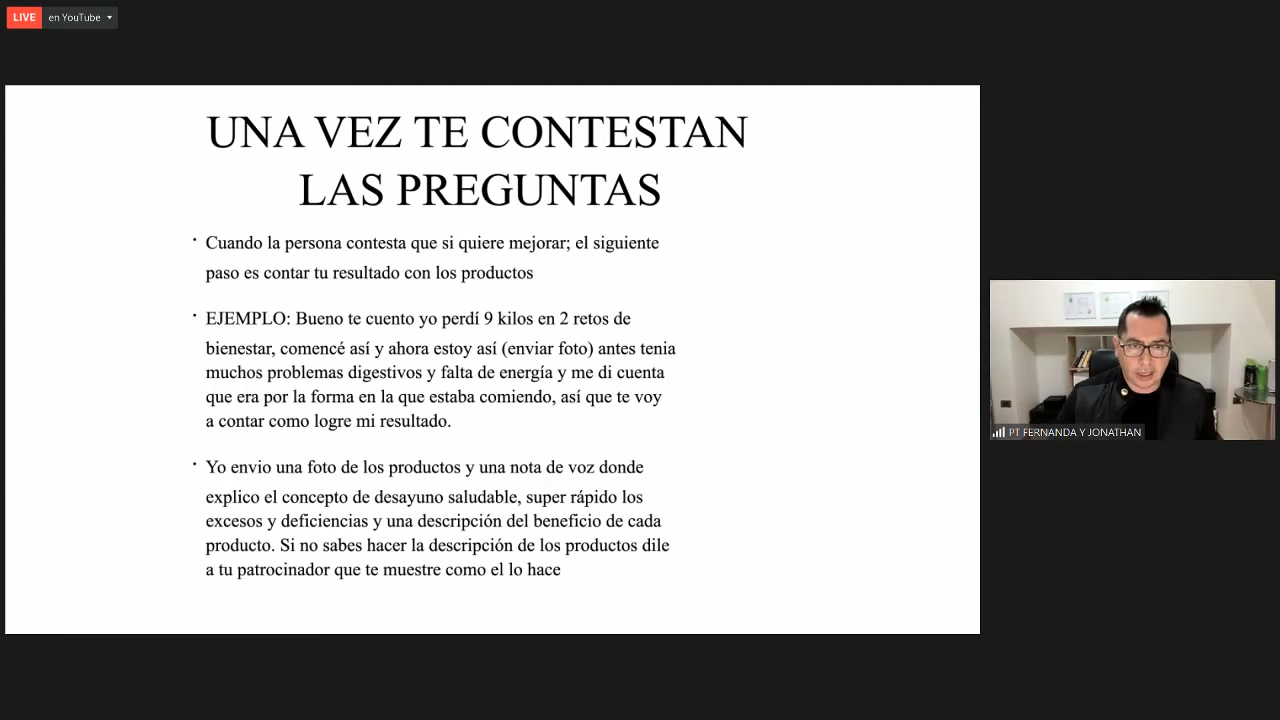 LIVE en YouTube
UNA VEZ TE CONTESTAN
LAS PREGUNTAS
· Cuando la persona contesta que si quiere mejorar; el siguiente
paso es contar tu resultado con los productos
· EJEMPLO: Bueno te cuento yo perdí 9 kilos en 2 retos de
bienestar, comencé así y ahora estoy así (enviar foto) antes tenia
muchos problemas digestivos y falta de energía y me di cuenta
que era por la forma en la que estaba comiendo, así que te voy
a contar como logre mi resultado.
· Yo envio una foto de los productos y una nota de voz donde
explico el concepto de desayuno saludable, super rápido los
excesos y deficiencias y una descripción del beneficio de cada
producto. Si no sabes hacer la descripción de los productos dile
a tu patrocinador que te muestre como el lo hace
PT FERNANDA Y JONATHAN